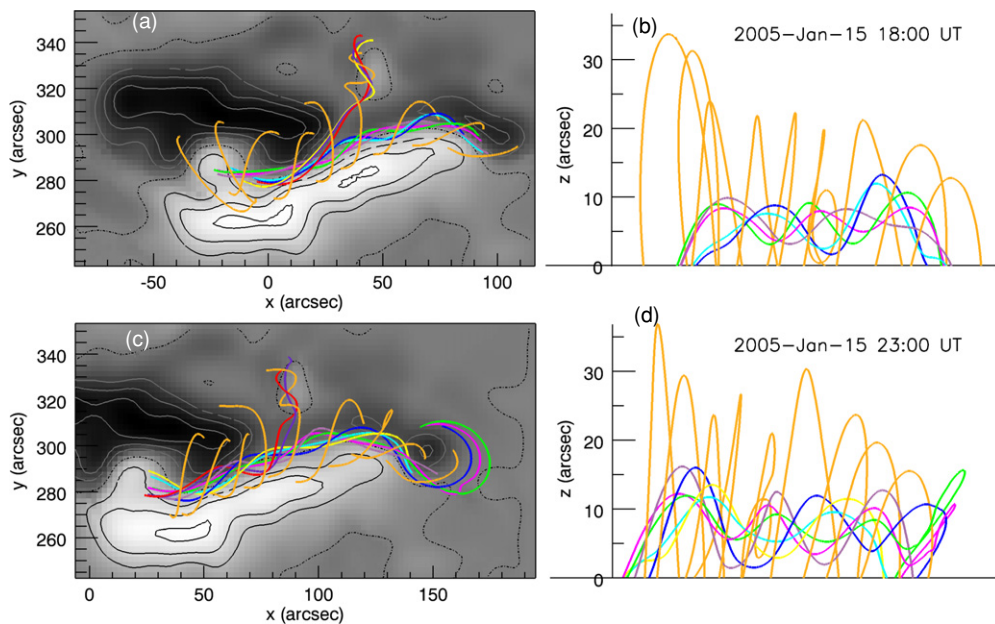 (a)
340
320
300
280
260
y (arcsec)
-50 0 50 100
x (arcsec)
(b)
2005-Jan-15 18:00 UT
30
20
10
0
z (arcsec)
(c)
340
320
300
280
260
y (arcsec)
0 50 100 150
x (arcsec)
(d)
2005-Jan-15 23:00 UT
30
20
10
0
z (arcsec)